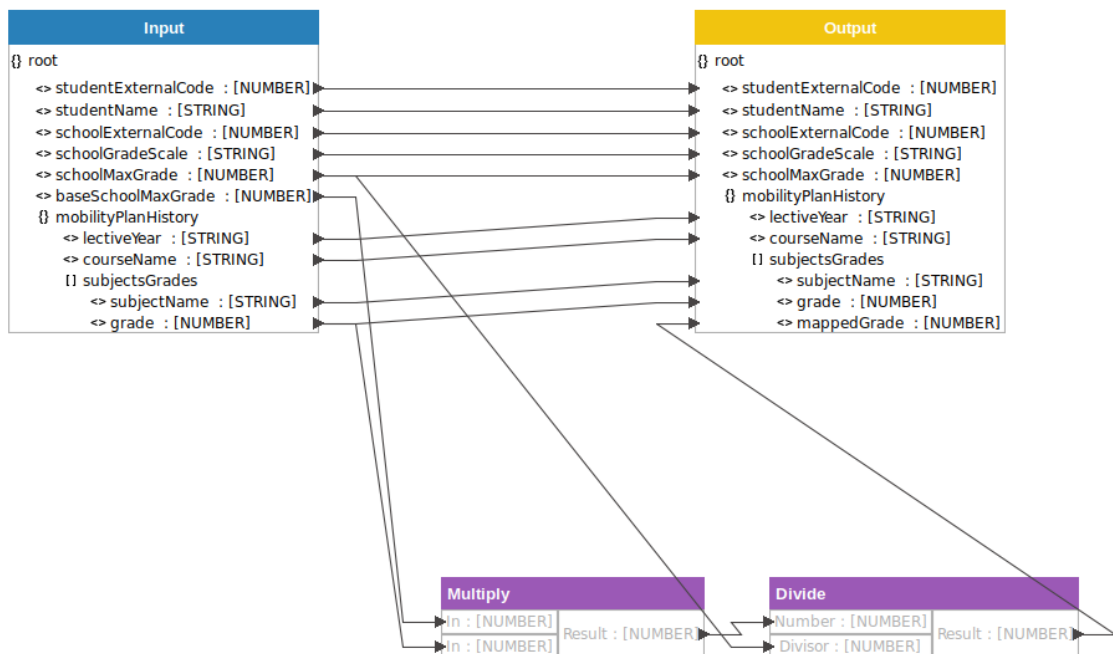 Input
{} root
<> studentExternalCode : [NUMBER]
<> studentName : [STRING]
<> schoolExternalCode : [NUMBER]
<> schoolGradeScale : [STRING]
<> schoolMaxGrade : [NUMBER]
<> baseSchoolMaxGrade : [NUMBER]
{} mobilityPlanHistory
<> lectiveYear : [STRING]
<> courseName : [STRING]
[] subjectsGrades
<> subjectName : [STRING]
<> grade : [NUMBER]
Output
{} root
<> studentExternalCode : [NUMBER]
<> studentName : [STRING]
<> schoolExternalCode : [NUMBER]
<> schoolGradeScale : [STRING]
<> schoolMaxGrade : [NUMBER]
{} mobilityPlanHistory
<> lectiveYear : [STRING]
<> courseName : [STRING]
[] subjectsGrades
<> subjectName : [STRING]
<> grade : [NUMBER]
<> mappedGrade : [NUMBER]
Multiply
In : [NUMBER]
In : [NUMBER]
Result : [NUMBER]
Divide
Number : [NUMBER]
Divisor : [NUMBER]
Result : [NUMBER]